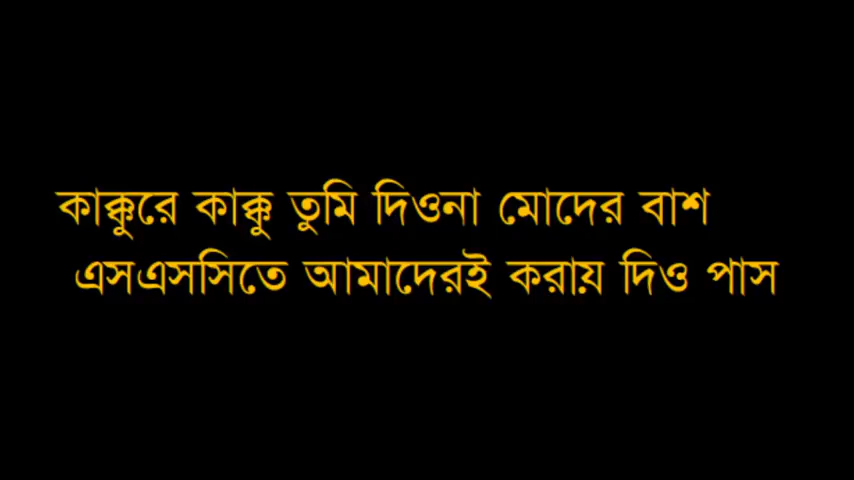 কাক্কুরে কাক্কু তুমি দিওনা মোদের বাশ
এসএসসিতে আমাদেরই করায় দিও পাস